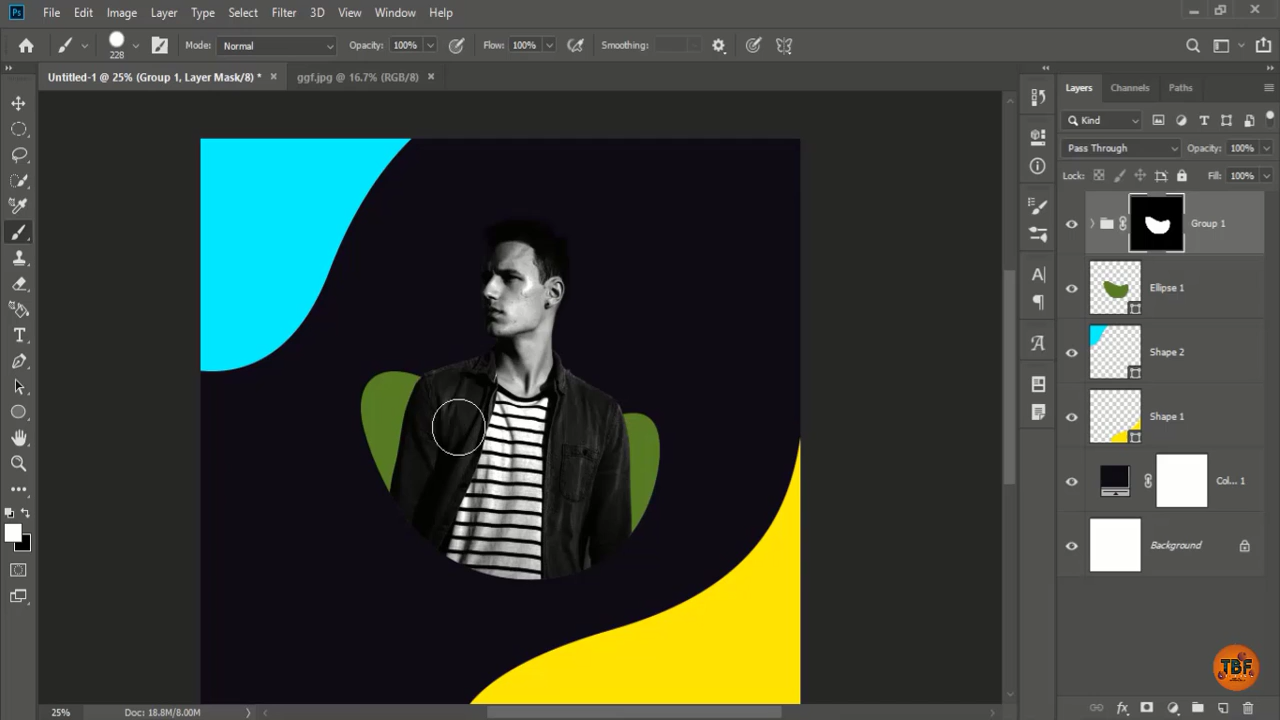 Ps File Edit Image Layer Type Select Filter 3D View Window Help
228 Mode: Normal Opacity: 100% Flow: 100% Smoothing:
Untitled-1 @ 25% (Group 1, Layer Mask/8) * × ggf.jpg @ 16.7% (RGB/8) ×
Layers Channels Paths
Kind
Pass Through Opacity: 100%
Lock: Fill: 100%
Group 1
Ellipse 1
Shape 2
Shape 1
Col... 1
Background
TBF
25% Doc: 18.8M/8.00M